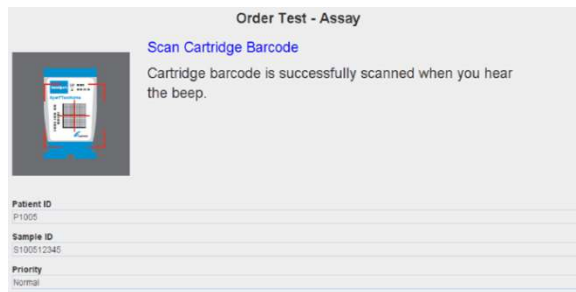 Order Test - Assay
Scan Cartridge Barcode
Cartridge barcode is successfully scanned when you hear
the beep.
Patient ID
P1005
Sample ID
S100512345
Priority
Normal